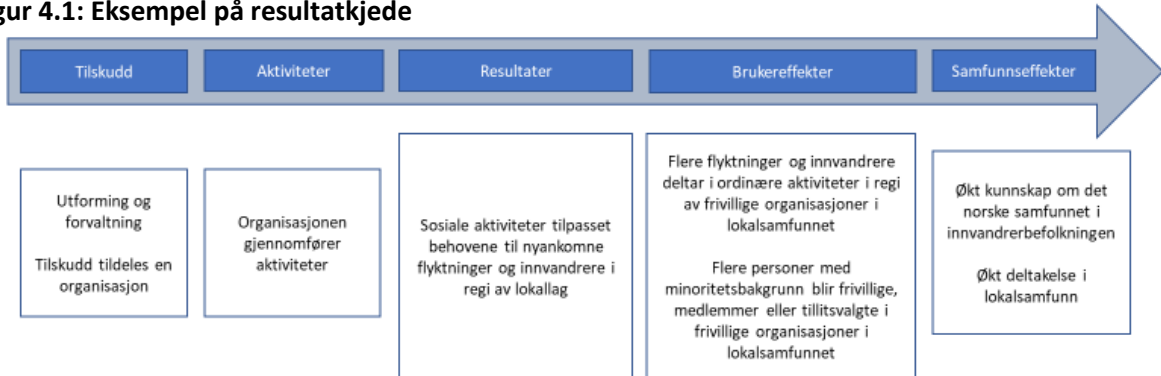 gur 4.1: Eksempel på resultatkjede
Tilskudd
Aktiviteter
Resultater
Brukereffekter
Samfunnseffekter
Utforming og
forvaltning
Tilskudd tildeles en
organisasjon
Organisasjonen
gjennomfører
aktiviteter
Sosiale aktiviteter tilpasset
behovene til nyankomne
flyktninger og innvandrere i
regi av lokallag
Flere flyktninger og innvandrere
deltar i ordinære aktiviteter i regi
av frivillige organisasjoner i
lokalsamfunnet
Flere personer med
minoritetsbakgrunn blir frivillige,
medlemmer eller tillitsvalgte i
frivillige organisasjoner i
lokalsamfunnet
Økt kunnskap om det
norske samfunnet i
innvandrerbefolkningen
Økt deltakelse i
lokalsamfunn